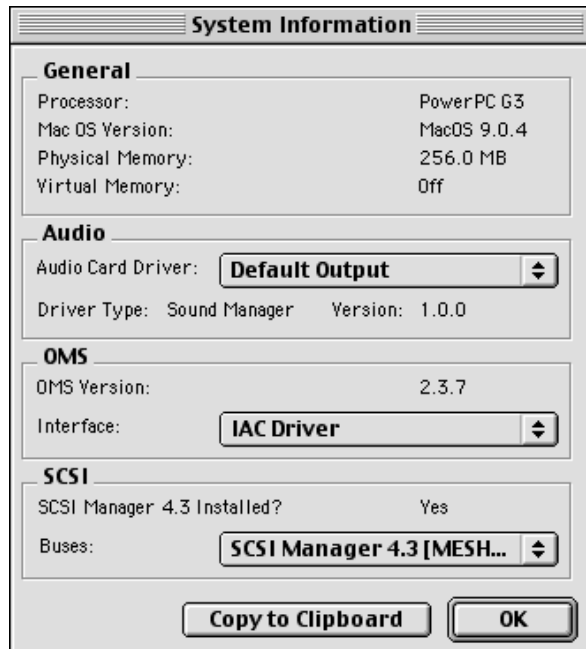 System Information
General
Processor: PowerPC G3
Mac OS Version: MacOS 9.0.4
Physical Memory: 256.0 MB
Virtual Memory: Off
Audio
Audio Card Driver: Default Output
Driver Type: Sound Manager Version: 1.0.0
OMS
OMS Version: 2.3.7
Interface: IAC Driver
SCSI
SCSI Manager 4.3 Installed? Yes
Buses: SCSI Manager 4.3 [MESH...
Copy to Clipboard OK